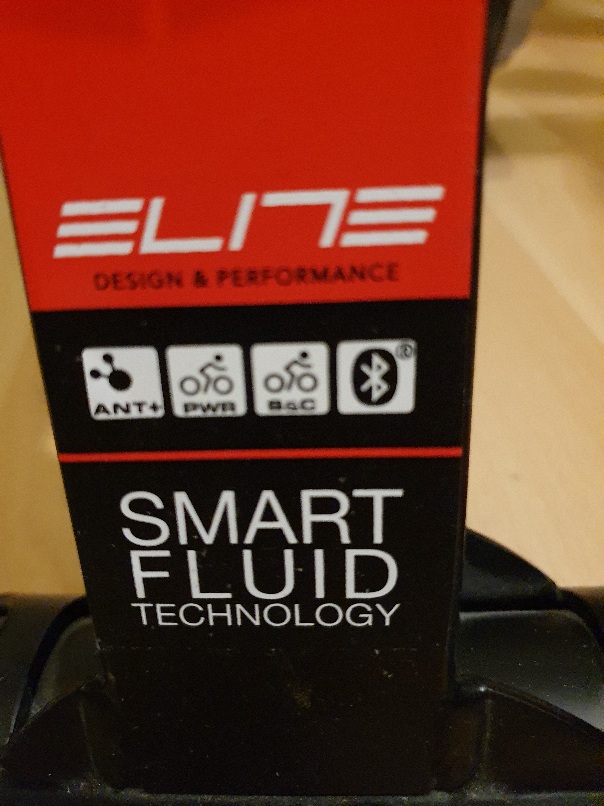 ELITE
DESIGN & PERFORMANCE
ANT+ PWR S&C ®
SMART
FLUID
TECHNOLOGY